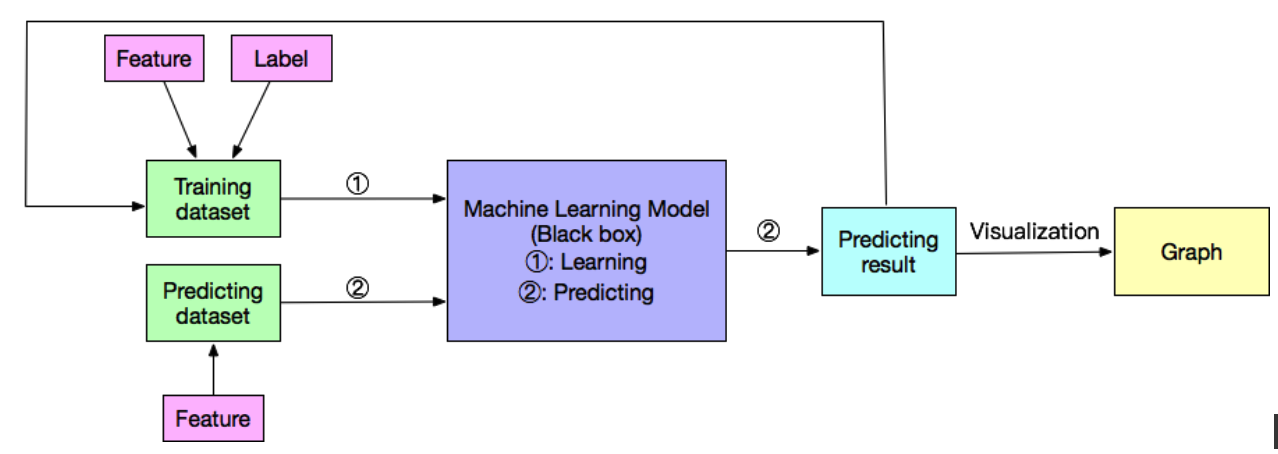 Feature
Label
Training
dataset
①
Machine Learning Model
(Black box)
①: Learning
②: Predicting
②
Predicting
result
Visualization
Graph
Predicting
dataset
②
Feature